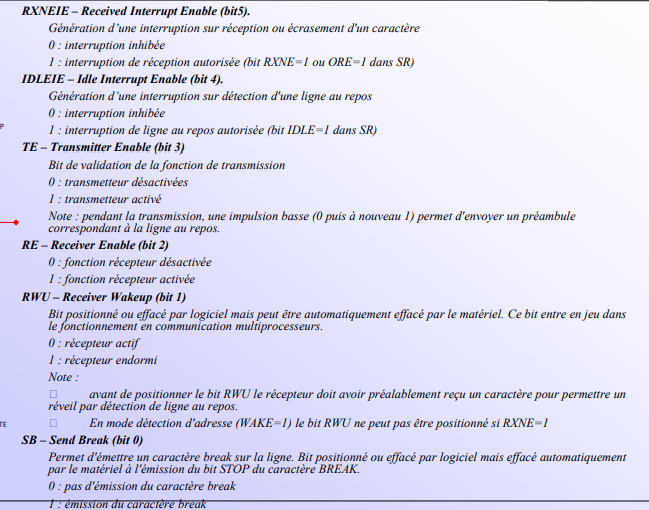 RXNEIE – Received Interrupt Enable (bit5).
Génération d’une interruption sur réception ou écrasement d'un caractère
0 : interruption inhibée
1 : interruption de réception autorisée (bit RXNE=1 ou ORE=1 dans SR)
IDLEIE – Idle Interrupt Enable (bit 4).
Génération d’une interruption sur détection d'une ligne au repos
0 : interruption inhibée
P
1 : interruption de ligne au repos autorisée (bit IDLE=1 dans SR)
TE – Transmitter Enable (bit 3)
Bit de validation de la fonction de transmission
0 : transmetteur désactivées
1 : transmetteur activé
Note : pendant la transmission, une impulsion basse (0 puis à nouveau 1) permet d'envoyer un préambule
correspondant à la ligne au repos.
RE – Receiver Enable (bit 2)
0 : fonction récepteur désactivée
1 : fonction récepteur activée
RWU – Receiver Wakeup (bit 1)
Bit positionné ou effacé par logiciel mais peut être automatiquement effacé par le matériel. Ce bit entre en jeu dans
le fonctionnement en communication multiprocesseurs.
0 : récepteur actif
1 : récepteur endormi
Note :
avant de positionner le bit RWU le récepteur doit avoir préalablement reçu un caractère pour permettre un
réveil par détection de ligne au repos.
TE
En mode détection d'adresse (WAKE=1) le bit RWU ne peut pas être positionné si RXNE=1
SB – Send Break (bit 0)
Permet d'émettre un caractère break sur la ligne. Bit positionné ou effacé par logiciel mais effacé automatiquement
par le matériel à l'émission du bit STOP du caractère BREAK.
0 : pas d'émission du caractère break
1 : émission du caractère break